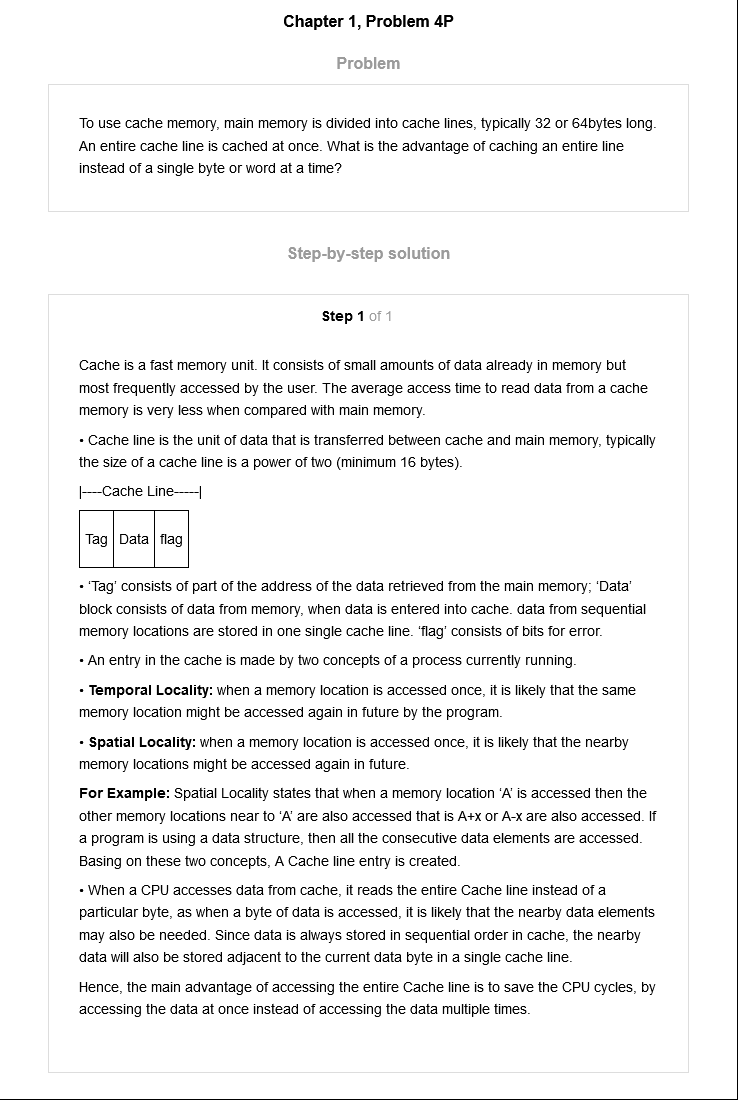 Chapter 1, Problem 4P
Problem
To use cache memory, main memory is divided into cache lines, typically 32 or 64bytes long.
An entire cache line is cached at once. What is the advantage of caching an entire line
instead of a single byte or word at a time?
Step-by-step solution
Step 1 of 1
Cache is a fast memory unit. It consists of small amounts of data already in memory but
most frequently accessed by the user. The average access time to read data from a cache
memory is very less when compared with main memory.
• Cache line is the unit of data that is transferred between cache and main memory, typically
the size of a cache line is a power of two (minimum 16 bytes).
|----Cache Line-----|
Tag Data flag
• ‘Tag’ consists of part of the address of the data retrieved from the main memory; ‘Data’
block consists of data from memory, when data is entered into cache. data from sequential
memory locations are stored in one single cache line. ‘flag’ consists of bits for error.
• An entry in the cache is made by two concepts of a process currently running.
• Temporal Locality: when a memory location is accessed once, it is likely that the same
memory location might be accessed again in future by the program.
• Spatial Locality: when a memory location is accessed once, it is likely that the nearby
memory locations might be accessed again in future.
For Example: Spatial Locality states that when a memory location ‘A’ is accessed then the
other memory locations near to ‘A’ are also accessed that is A+x or A-x are also accessed. If
a program is using a data structure, then all the consecutive data elements are accessed.
Basing on these two concepts, A Cache line entry is created.
• When a CPU accesses data from cache, it reads the entire Cache line instead of a
particular byte, as when a byte of data is accessed, it is likely that the nearby data elements
may also be needed. Since data is always stored in sequential order in cache, the nearby
data will also be stored adjacent to the current data byte in a single cache line.
Hence, the main advantage of accessing the entire Cache line is to save the CPU cycles, by
accessing the data at once instead of accessing the data multiple times.